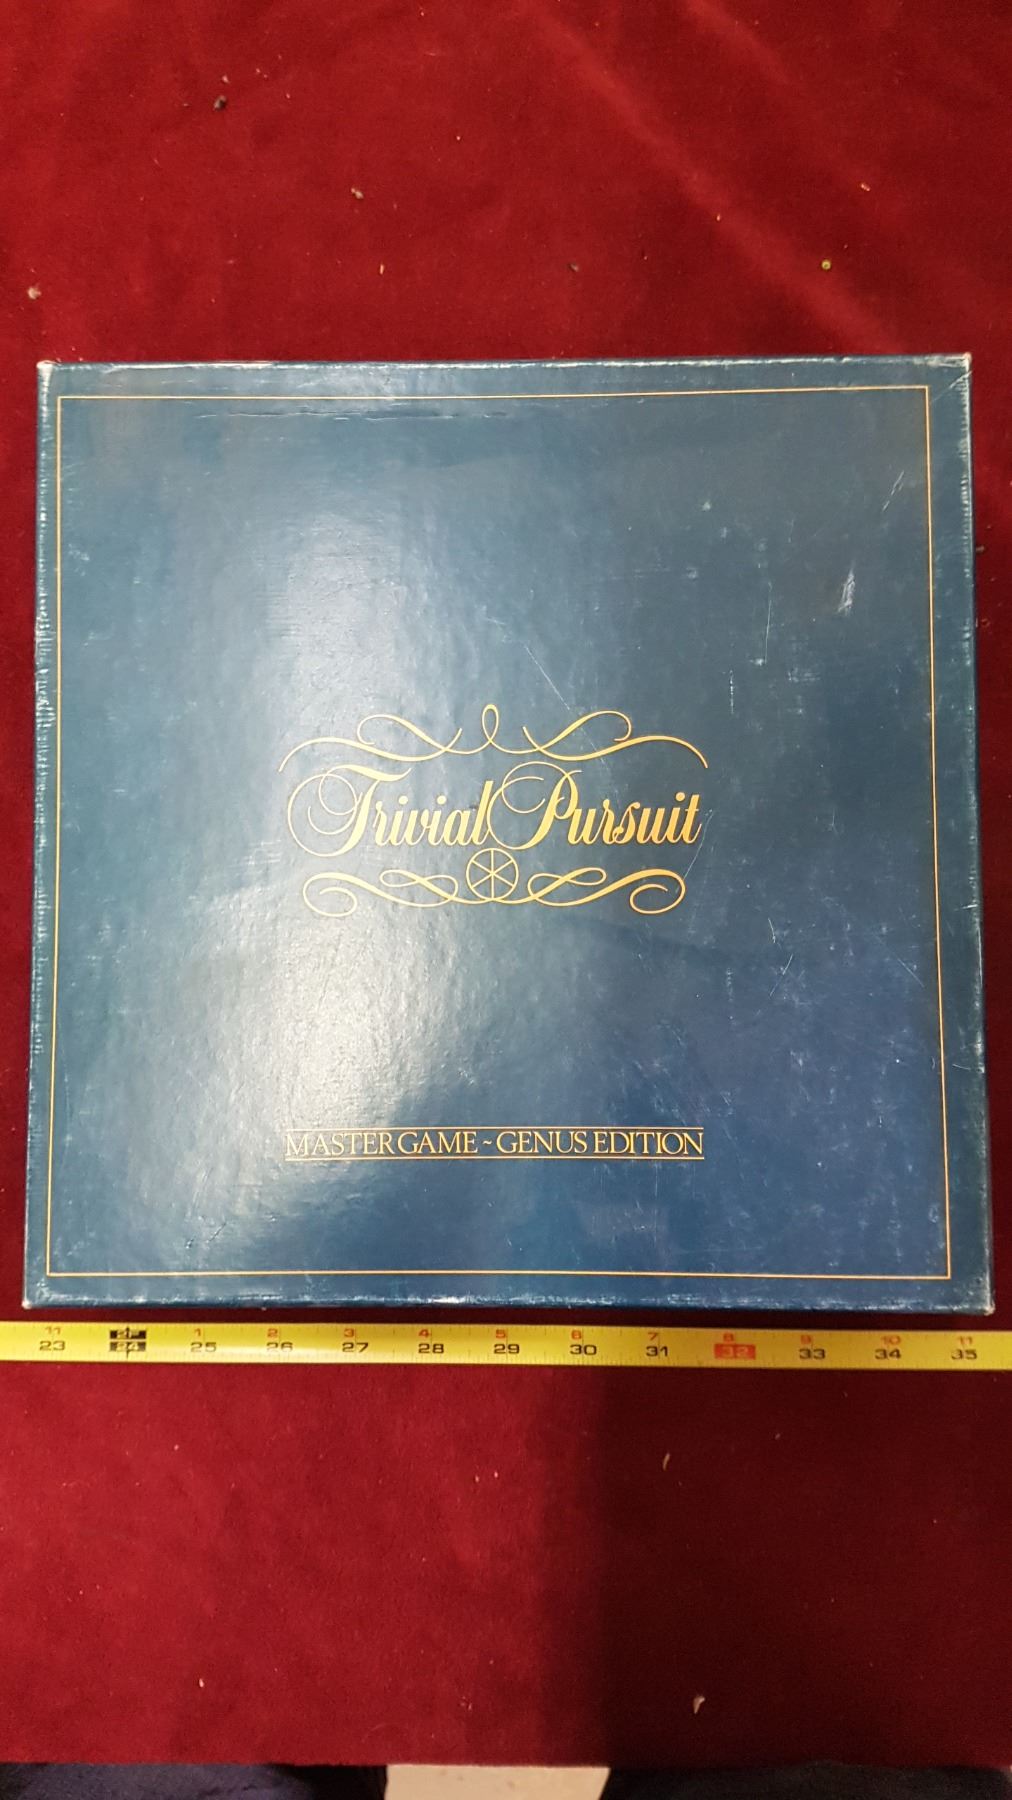 Trivial Pursuit
MASTER GAME ~ GENUS EDITION
11 2F 1 2 3 4 5 6 7 8 9 10 11
23 24 25 26 27 28 29 30 31 32 33 34 35